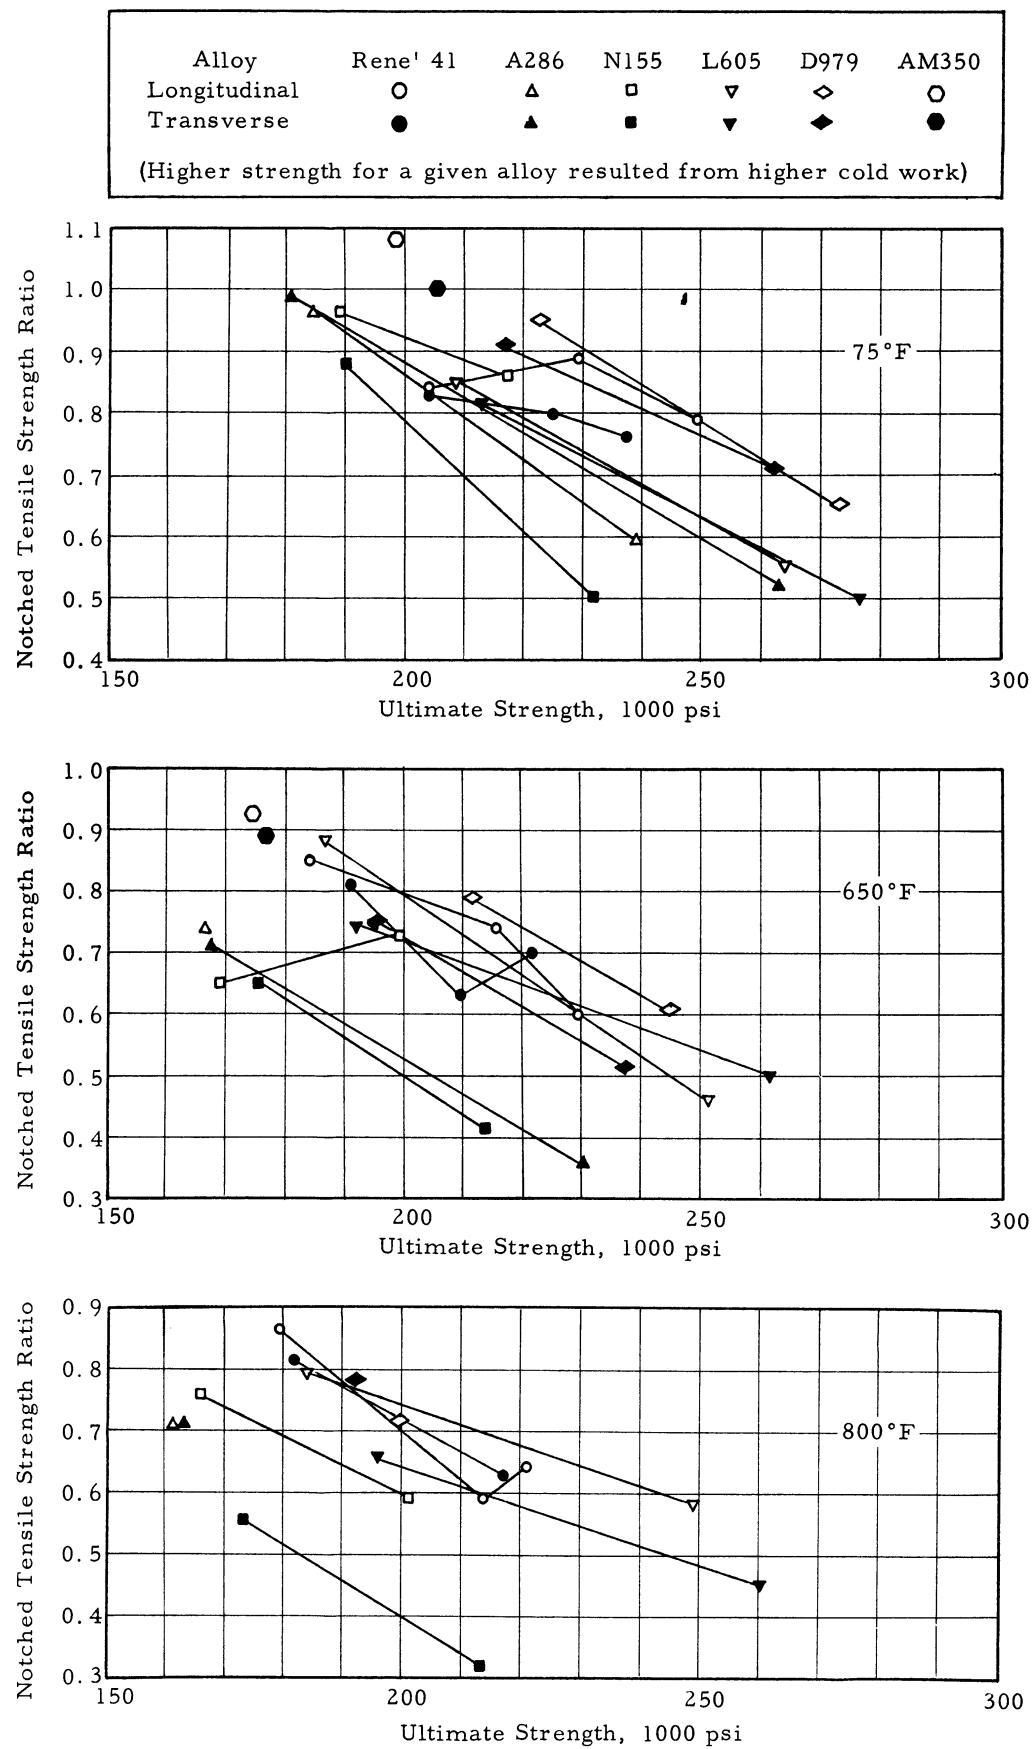 Alloy Rene' 41 A286 N155 L605 D979 AM350
Longitudinal
Transverse
(Higher strength for a given alloy resulted from higher cold work)
Notched Tensile Strength Ratio
1.1
1.0
0.9
0.8
0.7
0.6
0.5
0.4
75°F
150 200 250 300
Ultimate Strength, 1000 psi
Notched Tensile Strength Ratio
1.0
0.9
0.8
0.7
0.6
0.5
0.4
0.3
650°F
150 200 250 300
Ultimate Strength, 1000 psi
Notched Tensile Strength Ratio
0.9
0.8
0.7
0.6
0.5
0.4
0.3
800°F
150 200 250 300
Ultimate Strength, 1000 psi